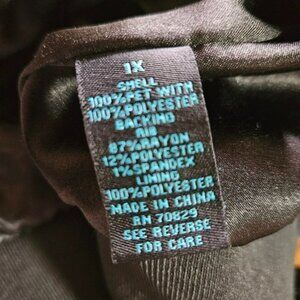 1X
SHELL
100%PET WITH
100%POLYESTER
BACKING
RIB
87%RAYON
12%POLYESTER
1%SPANDEX
LINING
100%POLYESTER
MADE IN CHINA
RN 70829
SEE REVERSE
FOR CARE